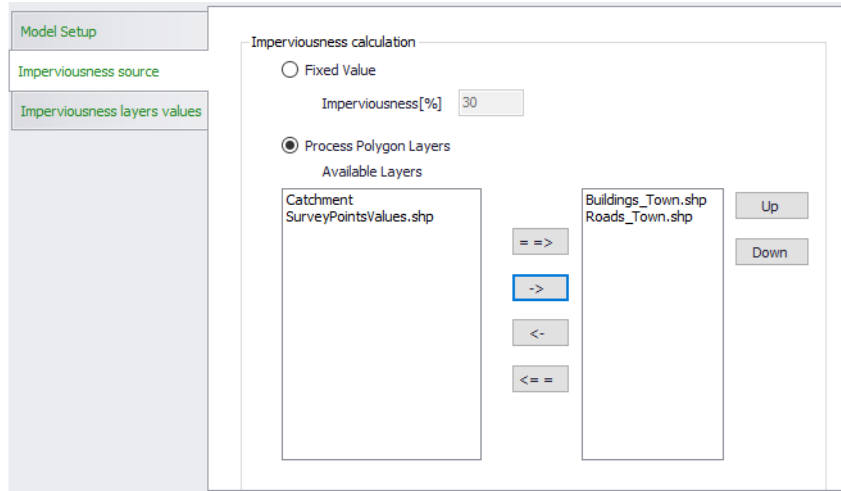 Model Setup
Imperviousness source
Imperviousness layers values
Imperviousness calculation
Fixed Value
Imperviousness[%] 30
Process Polygon Layers
Available Layers
Catchment
SurveyPointsValues.shp
= =>
->
<-
<= =
Buildings_Town.shp
Roads_Town.shp
Up
Down